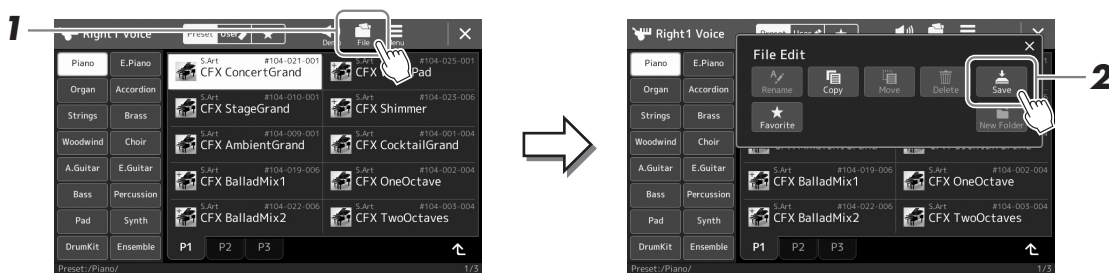 1
Right1 Voice
Preset User ★
Demo File Menu
Piano E.Piano
Organ Accordion
Strings Brass
Woodwind Choir
A.Guitar E.Guitar
Bass Percussion
Pad Synth
DrumKit Ensemble
S.Art #104-021-001
CFX ConcertGrand
S.Art #104-025-001
CFX Pad
S.Art #104-010-001
CFX StageGrand
S.Art #104-023-006
CFX Shimmer
S.Art #104-009-001
CFX AmbientGrand
S.Art #104-001-004
CFX CocktailGrand
S.Art #104-019-006
CFX BalladMix1
S.Art #104-002-004
CFX OneOctave
S.Art #104-022-006
CFX BalladMix2
S.Art #104-003-004
CFX TwoOctaves
P1 P2 P3
Preset:/Piano/ 1/3
Right1 Voice
File Edit
Rename Copy Move Delete Save
Favorite New Folder
2
Piano E.Piano
Organ Accordion
Strings Brass
Woodwind Choir
A.Guitar E.Guitar
Bass Percussion
Pad Synth
DrumKit Ensemble
S.Art #104-019-006
CFX BalladMix1
S.Art #104-002-004
CFX OneOctave
S.Art #104-022-006
CFX BalladMix2
S.Art #104-003-004
CFX TwoOctaves
P1 P2 P3
Preset:/Piano/ 1/3